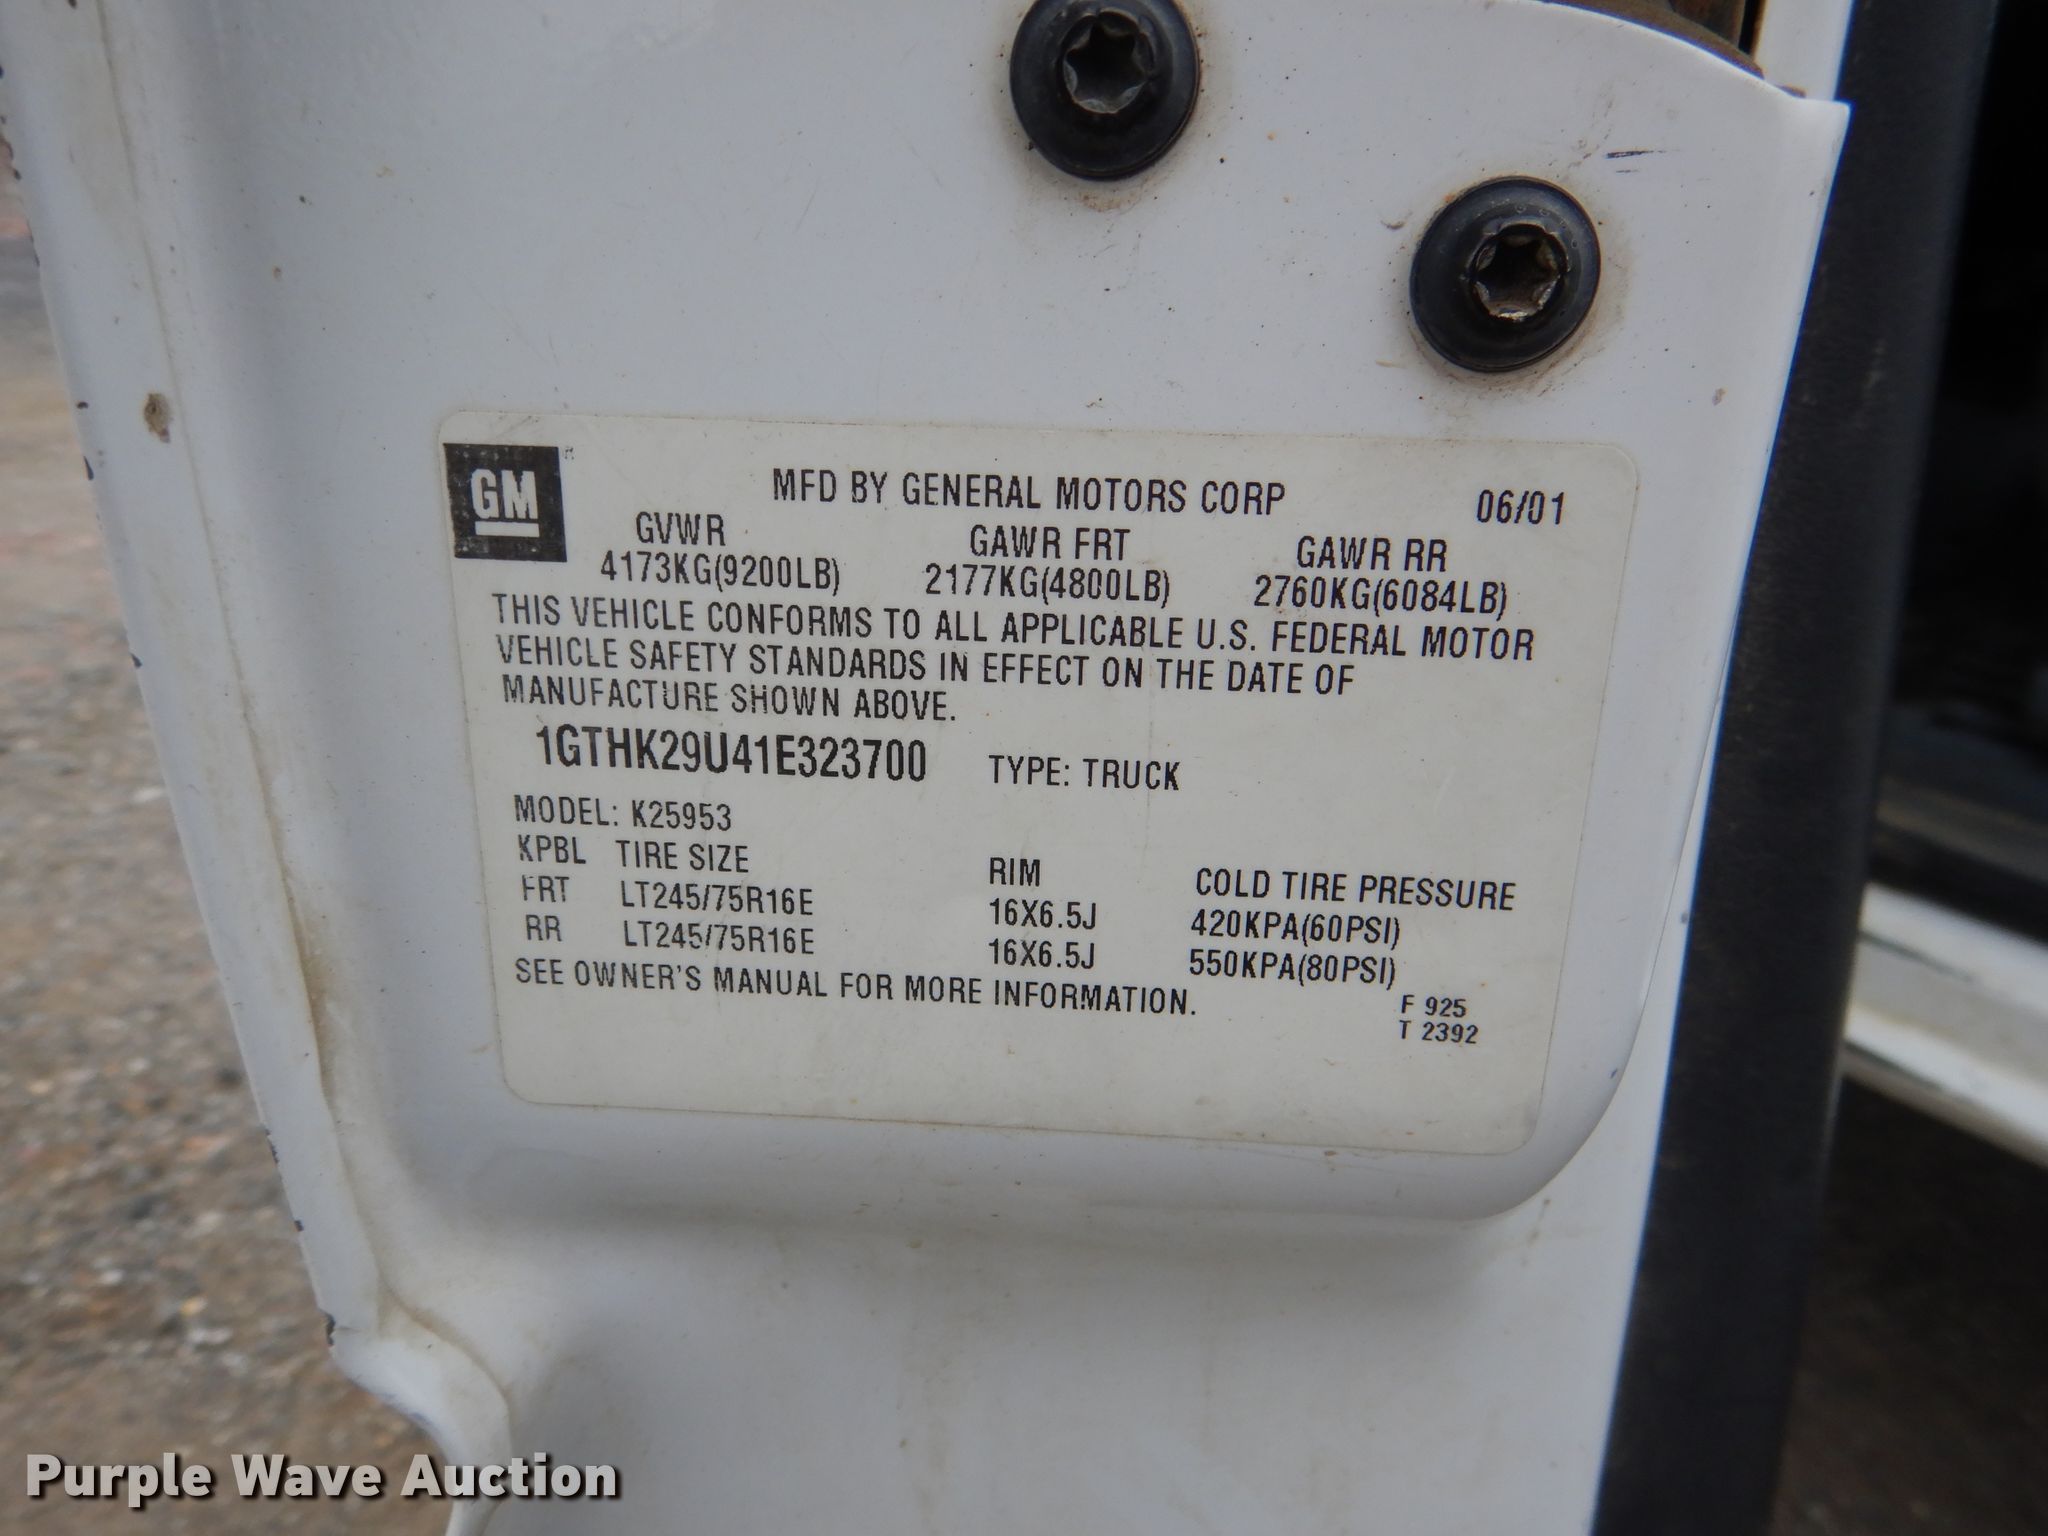 GM
MFD BY GENERAL MOTORS CORP 06/01
GVWR GAWR FRT GAWR RR
4173KG(9200LB) 2177KG(4800LB) 2760KG(6084LB)
THIS VEHICLE CONFORMS TO ALL APPLICABLE U.S. FEDERAL MOTOR
VEHICLE SAFETY STANDARDS IN EFFECT ON THE DATE OF
MANUFACTURE SHOWN ABOVE.
1GTHK29U41E323700 TYPE: TRUCK
MODEL: K25953
KPBL TIRE SIZE RIM COLD TIRE PRESSURE
FRT LT245/75R16E 16X6.5J 420KPA(60PSI)
RR LT245/75R16E 16X6.5J 550KPA(80PSI)
SEE OWNER'S MANUAL FOR MORE INFORMATION.
F 925
T 2392
Purple Wave Auction